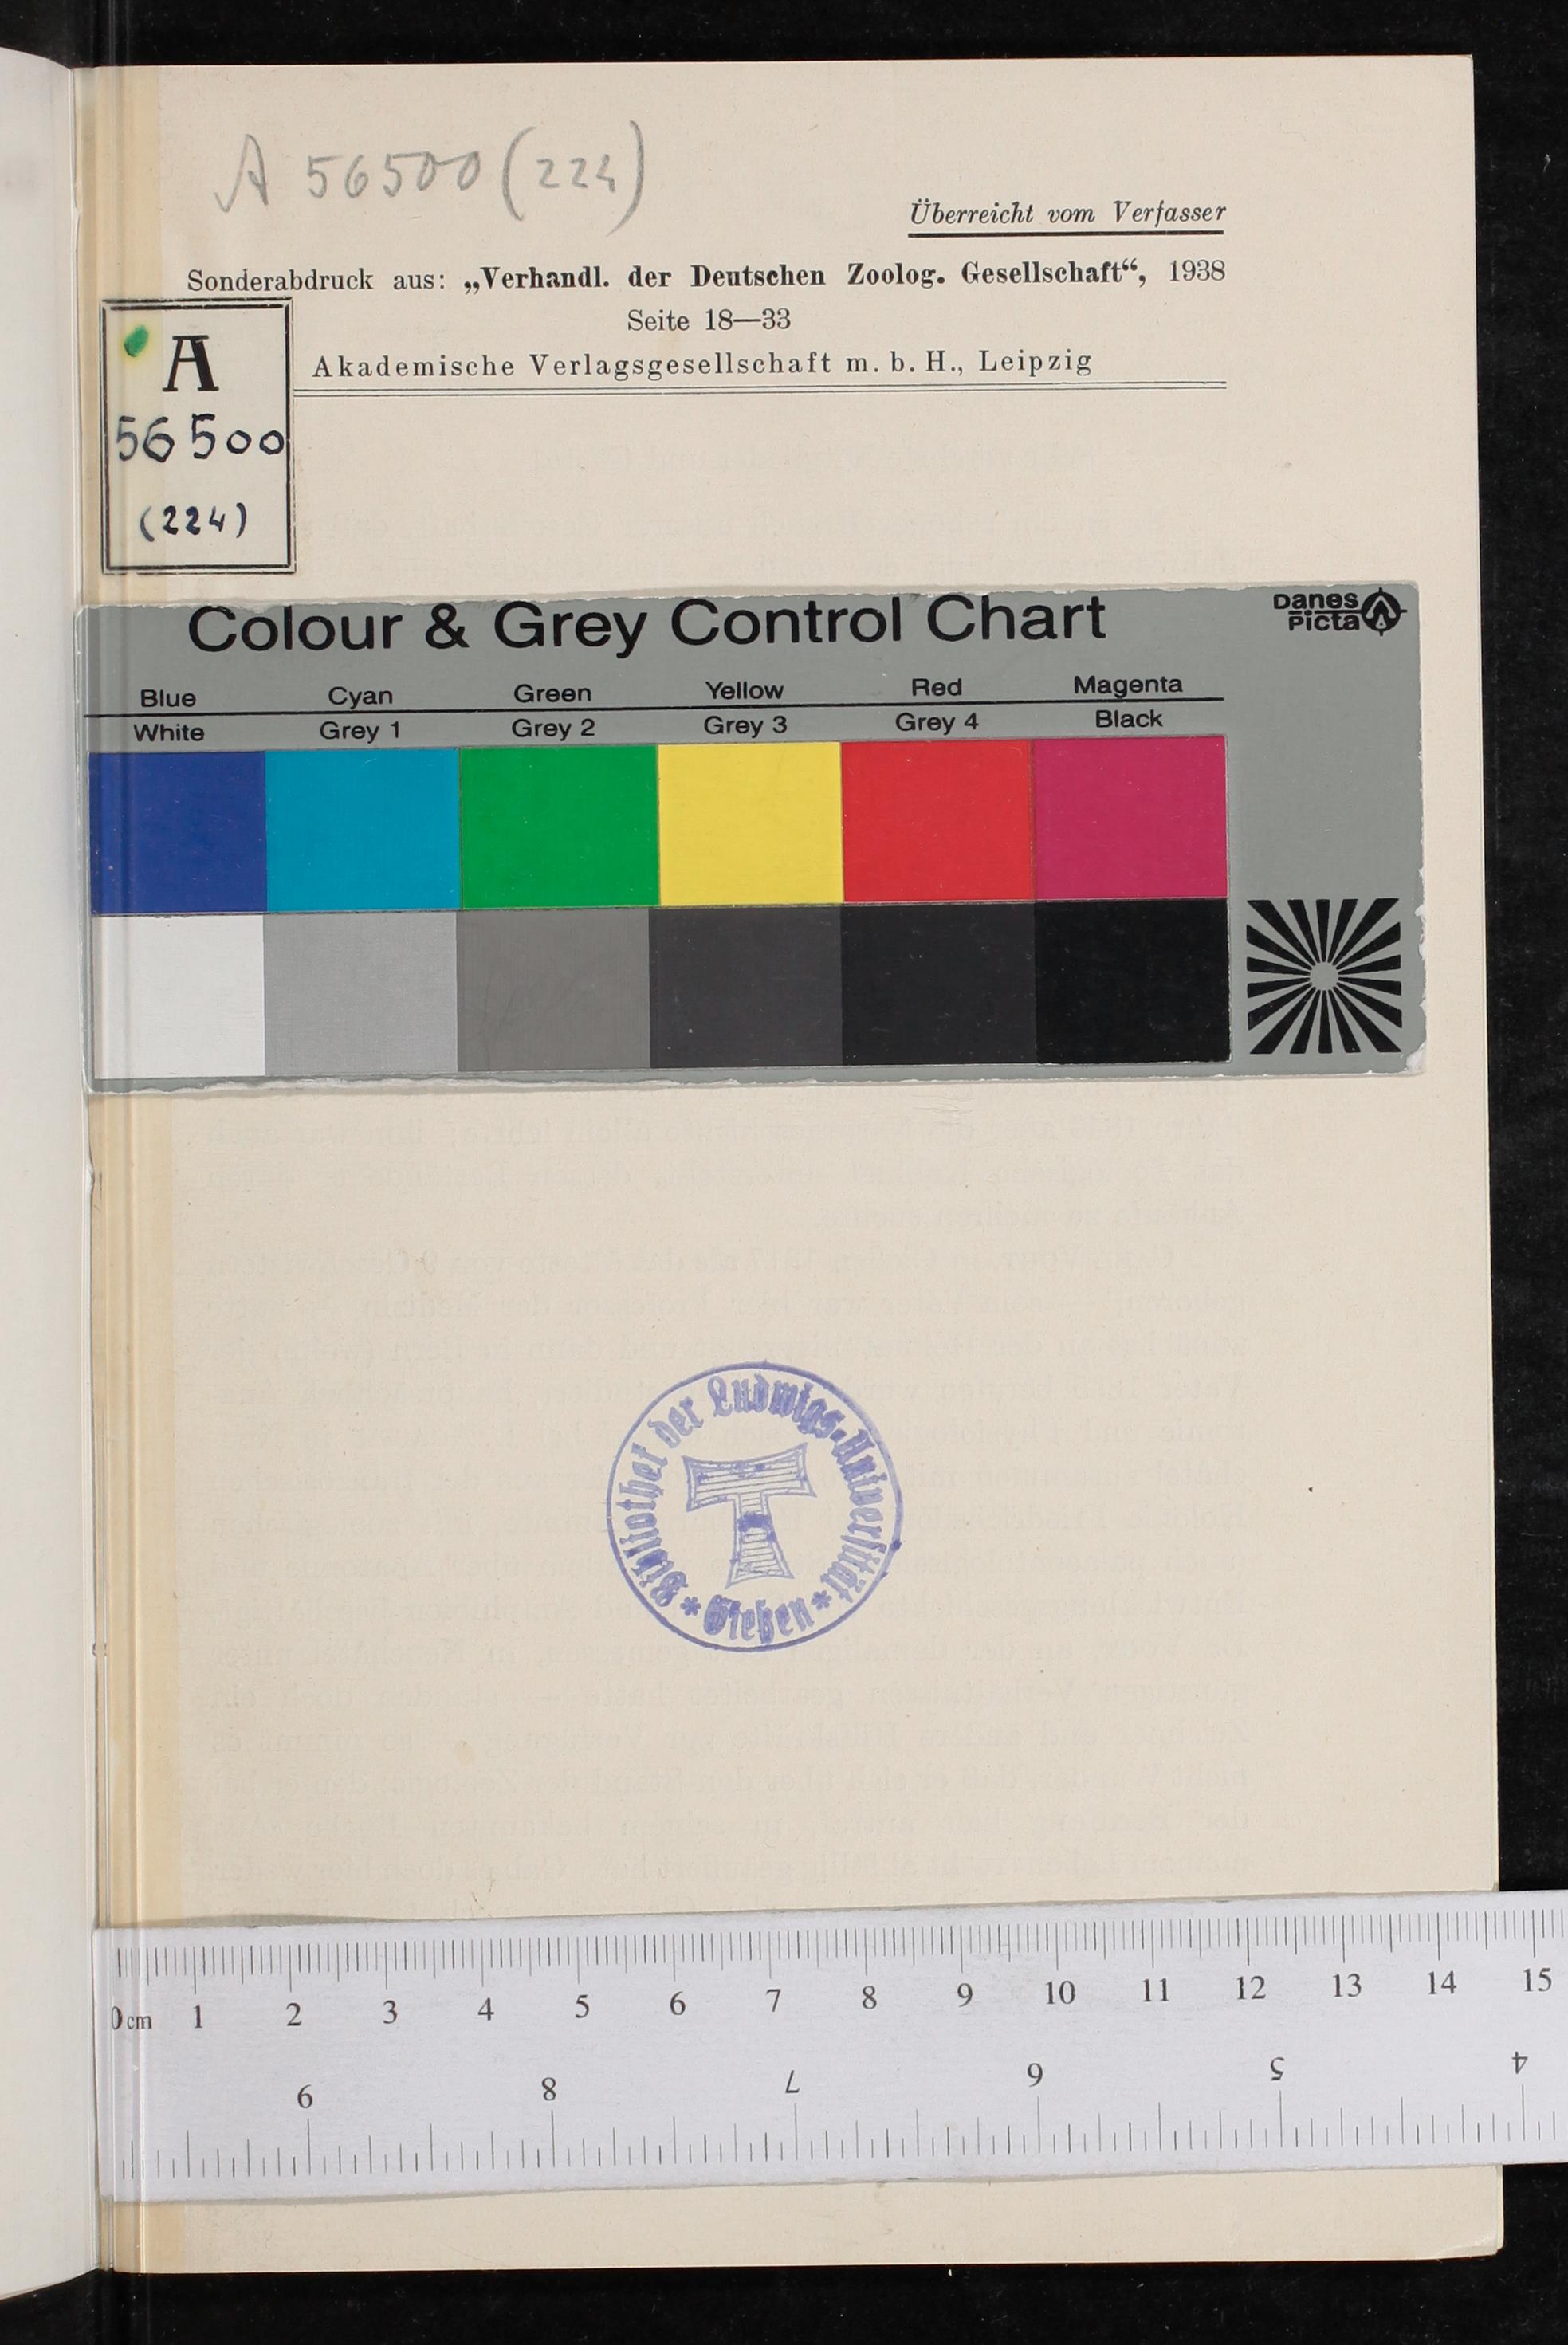 A 56500 (224)
Überreicht vom Verfasser
Sonderabdruck aus: „Verhandl. der Deutschen Zoolog. Gesellschaft“, 1938
Seite 18—33
Akademische Verlagsgesellschaft m. b. H., Leipzig
A
56500
(224)
Colour & Grey Control Chart
Danes
Picta
Blue Cyan Green Yellow Red Magenta
White Grey 1 Grey 2 Grey 3 Grey 4 Black
Bibliothek der Ludwigs-Universität
* Gießen *
0 cm 1 2 3 4 5 6 7 8 9 10 11 12 13 14 15
9 8 7 6 5 4